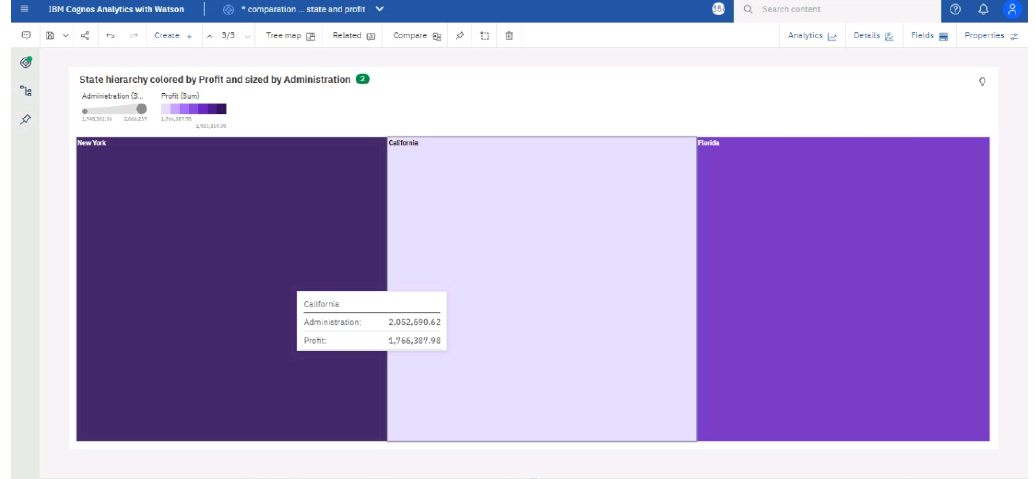 IBM Cognos Analytics with Watson
* comparation ... state and profit
Search content
Create +
3/3
Tree map
Related
Compare
Analytics
Details
Fields
Properties
State hierarchy colored by Profit and sized by Administration 2
Administration (S...
Profit (Sum)
1,766,387.98
New York
California
Florida
California
Administration: 2,052,690.62
Profit: 1,766,387.98